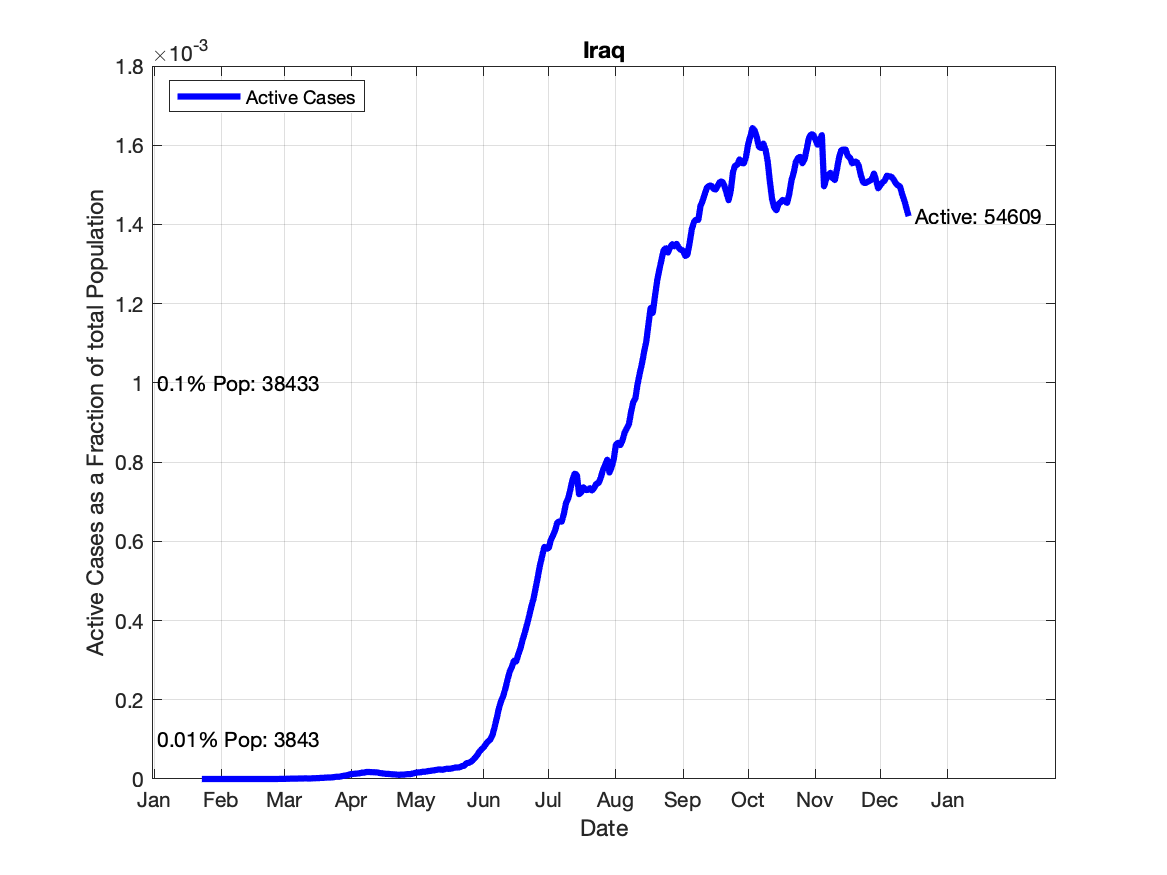 Iraq
×10-3
Active Cases
1.8
1.6
1.4
1.2
1
0.8
0.6
0.4
0.2
0
Active Cases as a Fraction of total Population
Active: 54609
0.1% Pop: 38433
0.01% Pop: 3843
Jan Feb Mar Apr May Jun Jul Aug Sep Oct Nov Dec Jan
Date